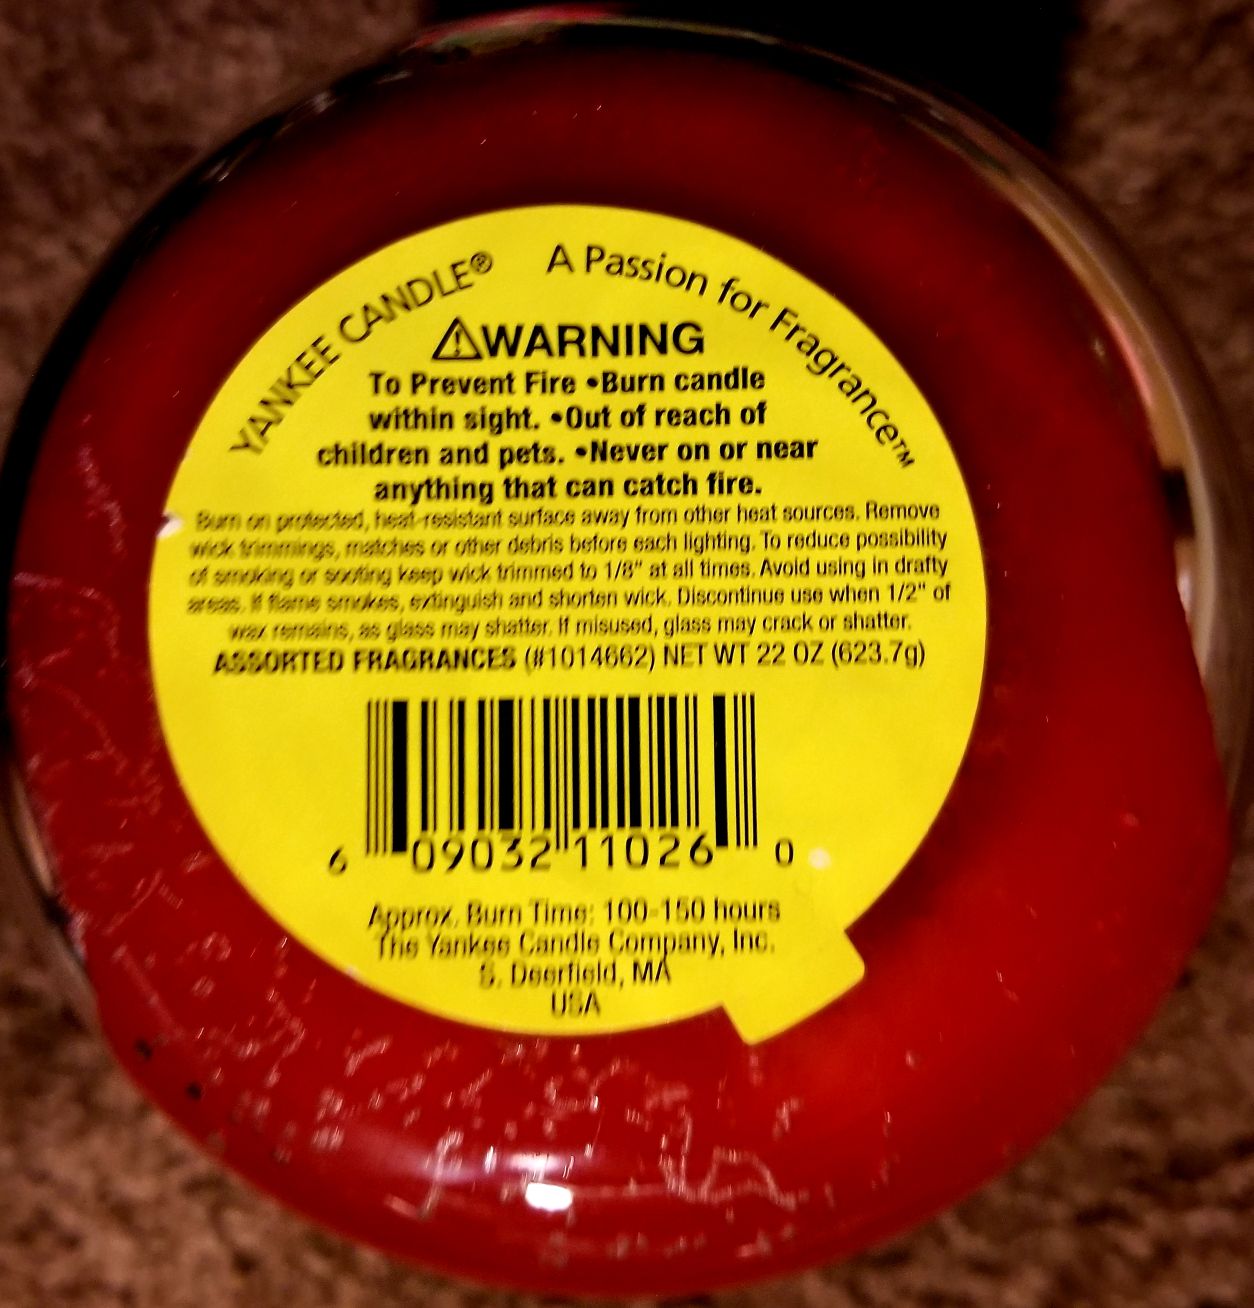 YANKEE CANDLE® A Passion for Fragrance™
⚠WARNING
To Prevent Fire •Burn candle
within sight. •Out of reach of
children and pets. •Never on or near
anything that can catch fire.
Burn on protected, heat-resistant surface away from other heat sources. Remove
wick trimmings, matches or other debris before each lighting. To reduce possibility
of smoking or sooting keep wick trimmed to 1/8" at all times. Avoid using in drafty
areas. If flame smokes, extinguish and shorten wick. Discontinue use when 1/2" of
wax remains, as glass may shatter. If misused, glass may crack or shatter.
ASSORTED FRAGRANCES (#1014662) NET WT 22 OZ (623.7g)
6 09032 11026 0
Approx. Burn Time: 100-150 hours
The Yankee Candle Company, Inc.
S. Deerfield, MA
USA